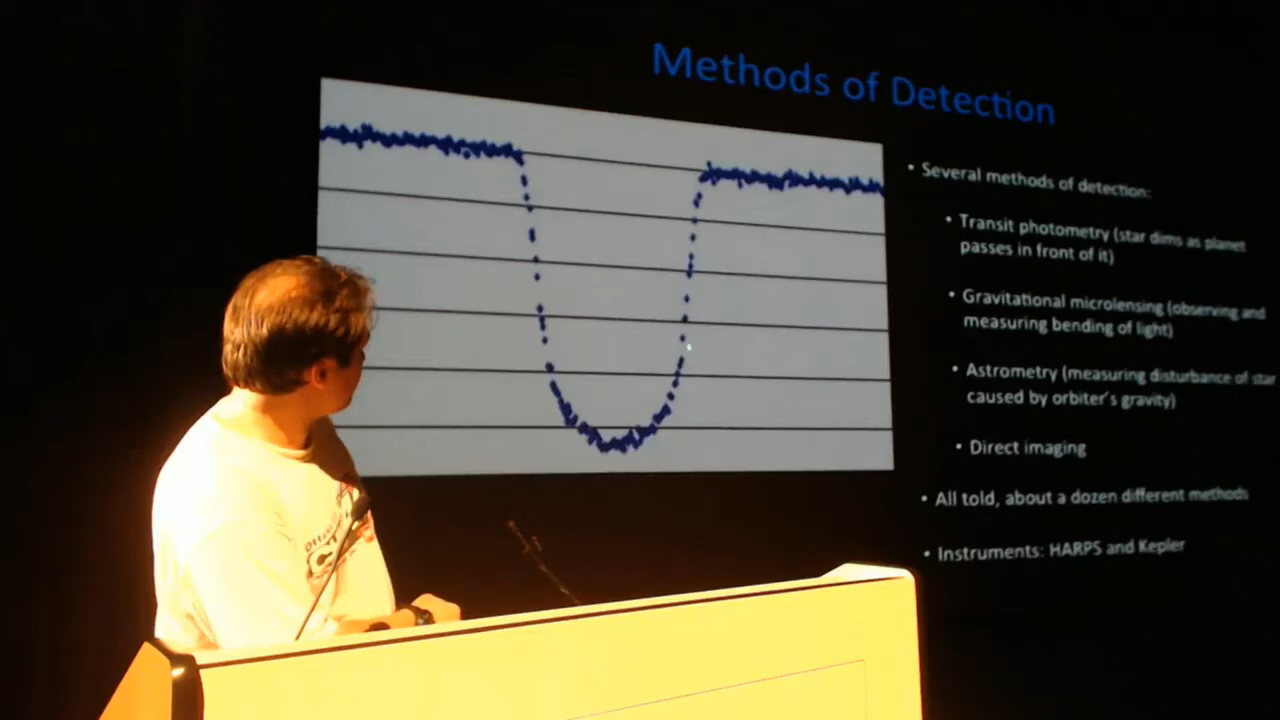 Methods of Detection
• Several methods of detection:
• Transit photometry (star dims as planet
passes in front of it)
• Gravitational microlensing (observing and
measuring bending of light)
• Astrometry (measuring disturbance of star
caused by orbiter's gravity)
• Direct imaging
• All told, about a dozen different methods
• Instruments: HARPS and Kepler